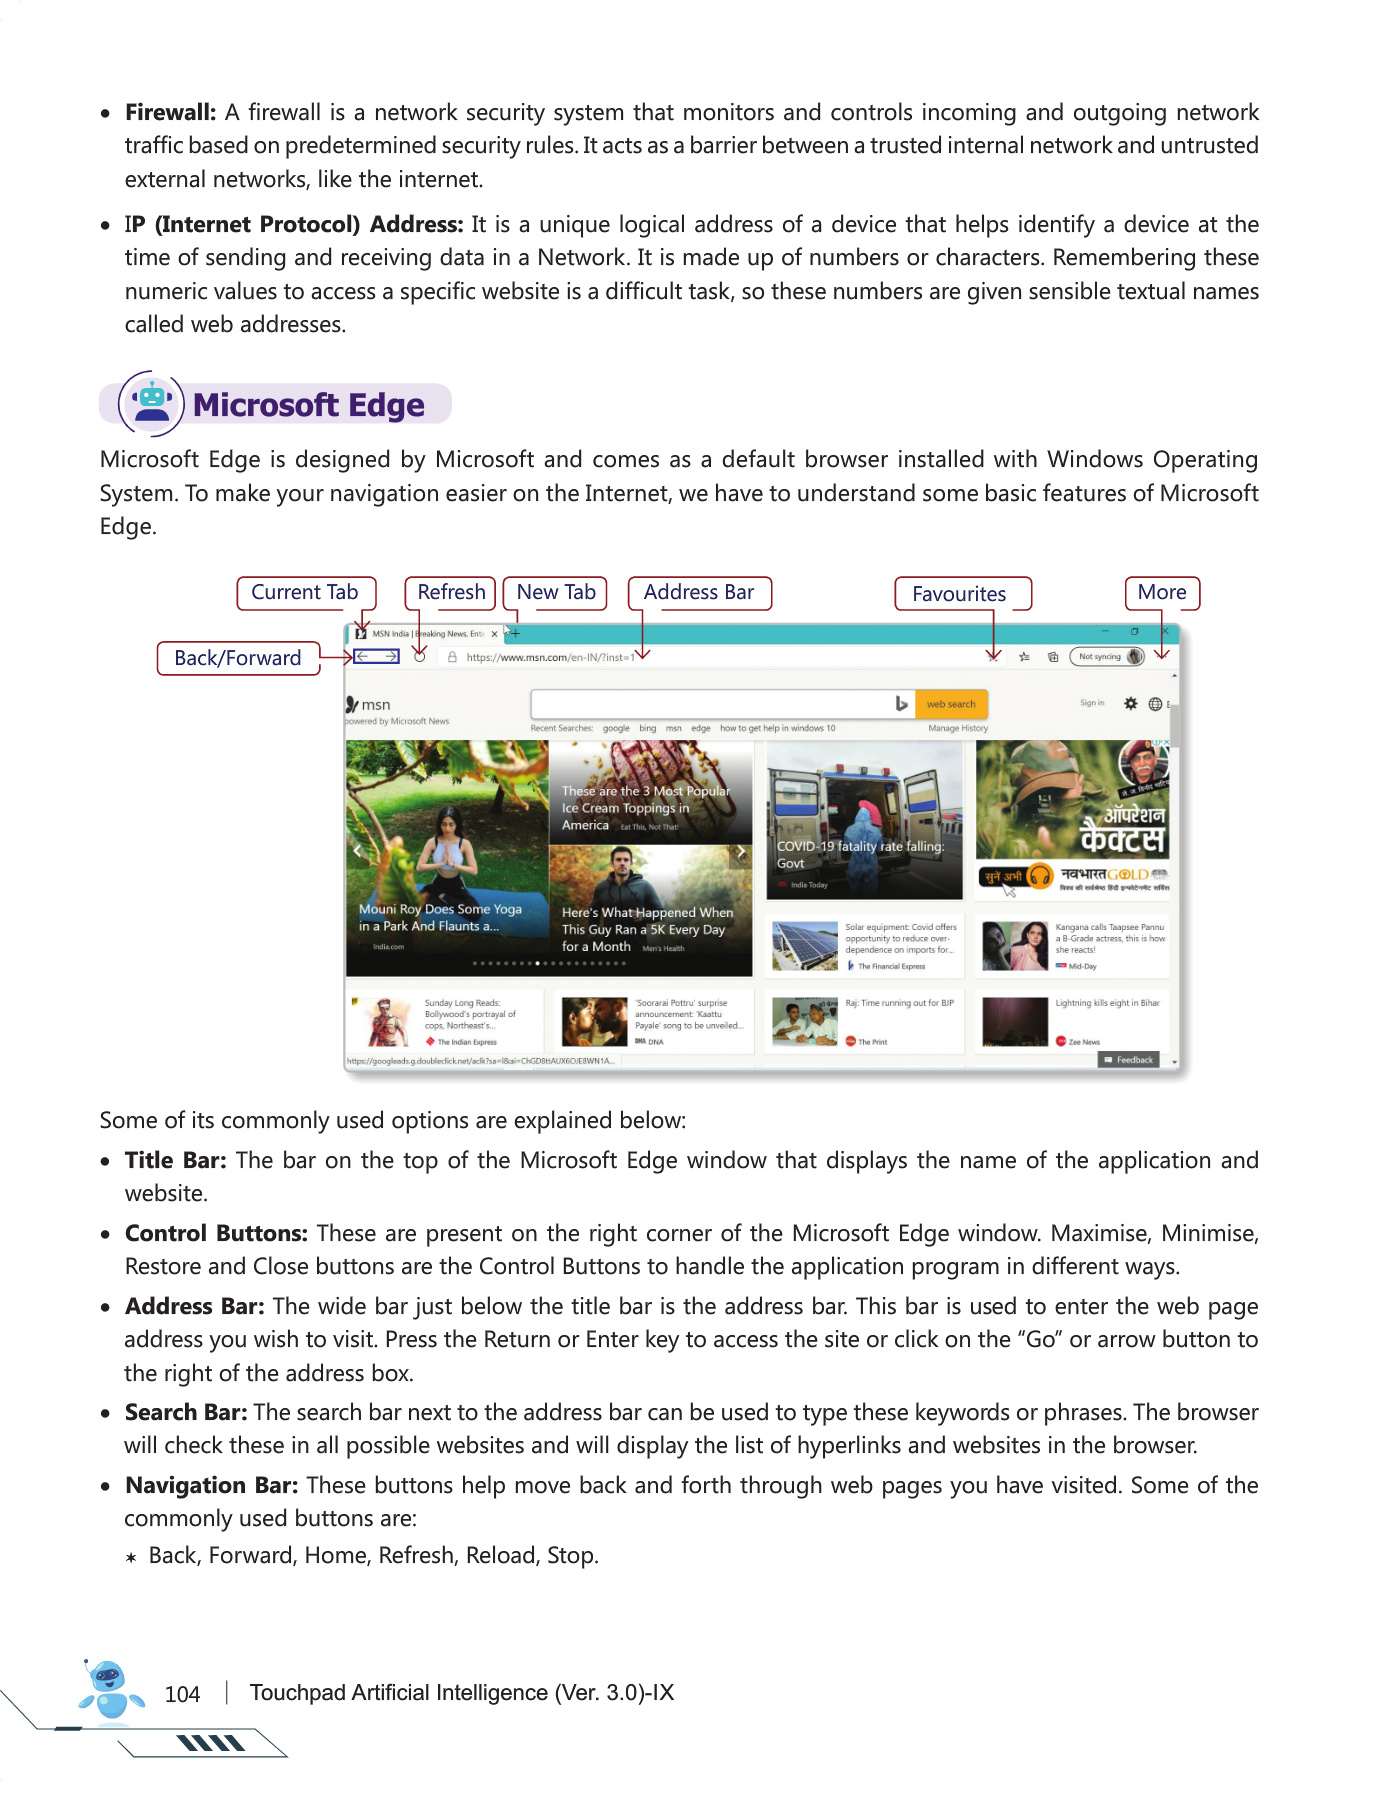 • Firewall: A firewall is a network security system that monitors and controls incoming and outgoing network
traffic based on predetermined security rules. It acts as a barrier between a trusted internal network and untrusted
external networks, like the internet.
• IP (Internet Protocol) Address: It is a unique logical address of a device that helps identify a device at the
time of sending and receiving data in a Network. It is made up of numbers or characters. Remembering these
numeric values to access a specific website is a difficult task, so these numbers are given sensible textual names
called web addresses.
Microsoft Edge
Microsoft Edge is designed by Microsoft and comes as a default browser installed with Windows Operating
System. To make your navigation easier on the Internet, we have to understand some basic features of Microsoft
Edge.
Current Tab Refresh New Tab Address Bar Favourites More
MSN India | Breaking News, Ent
Back/Forward
https://www.msn.com/en-IN/?inst=1
Not syncing
msn
powered by Microsoft News
web search
Sign in
Recent Searches: google bing msn edge how to get help in windows 10
Manage History
These are the 3 Most Popular
Ice Cream Toppings in
America Eat This, Not That!
Mouni Roy Does Some Yoga
in a Park And Flaunts a...
India.com
Here's What Happened When
This Guy Ran a 5K Every Day
for a Month Men's Health
COVID-19 fatality rate falling:
Govt
India Today
ऑपरेशन
कैक्टस
सुनें अभी
नवभारत GOLD
Solar equipment: Covid offers
opportunity to reduce over-
dependence on imports for...
The Financial Express
Kangana calls Taapsee Pannu
a B-Grade actress, this is how
she reacts!
Mid-Day
Sunday Long Reads:
Bollywood's portrayal of
cops, Northeast's...
The Indian Express
'Soorarai Pottru' surprise
announcement: 'Kaattu
Payale' song to be unveiled...
DNA DNA
Raj: Time running out for BJP
The Print
Lightning kills eight in Bihar
Zee News
https://googleads.g.doubleclick.net/aclk?sa=l&ai=ChGD8ttAUX6OJE8WN1A...
Feedback
Some of its commonly used options are explained below:
• Title Bar: The bar on the top of the Microsoft Edge window that displays the name of the application and
website.
• Control Buttons: These are present on the right corner of the Microsoft Edge window. Maximise, Minimise,
Restore and Close buttons are the Control Buttons to handle the application program in different ways.
• Address Bar: The wide bar just below the title bar is the address bar. This bar is used to enter the web page
address you wish to visit. Press the Return or Enter key to access the site or click on the “Go” or arrow button to
the right of the address box.
• Search Bar: The search bar next to the address bar can be used to type these keywords or phrases. The browser
will check these in all possible websites and will display the list of hyperlinks and websites in the browser.
• Navigation Bar: These buttons help move back and forth through web pages you have visited. Some of the
commonly used buttons are:
✶ Back, Forward, Home, Refresh, Reload, Stop.
104 | Touchpad Artificial Intelligence (Ver. 3.0)-IX